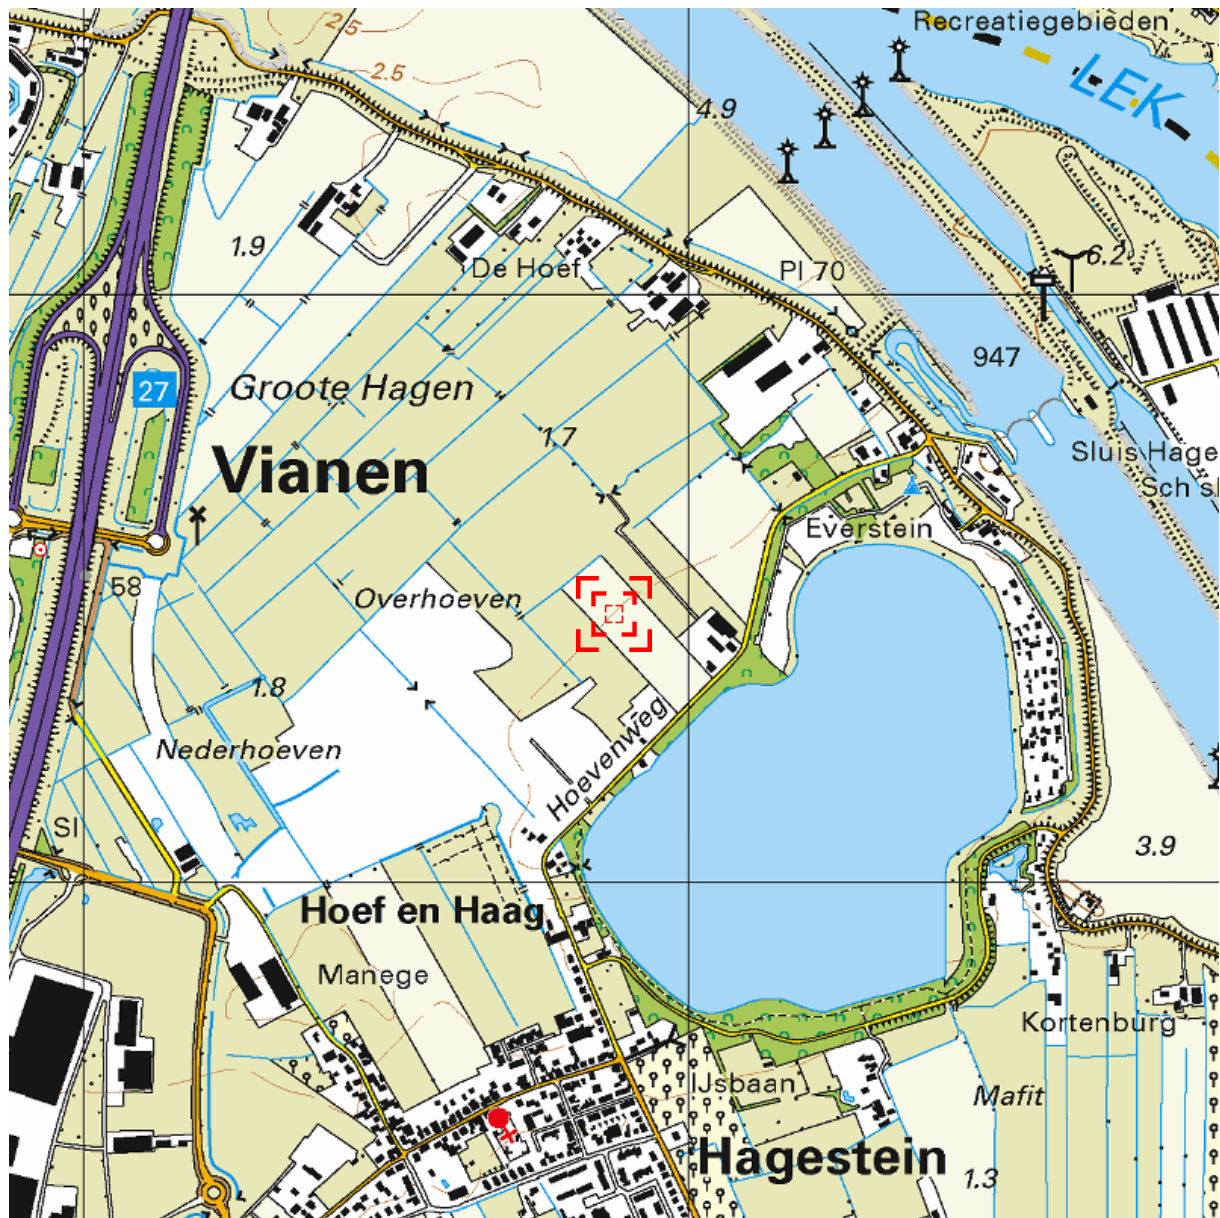 Recreatiegebieden
2.5
2.5
LEK
4.9
1.9
De Hoef
Pl 70
6.2
947
27
Groote Hagen
1.7
Vianen
Sluis Hage
Sch sl
Everstein
58
Overhoeven
1.8
Hoevenweg
Nederhoeven
Sl
3.9
Hoef en Haag
Manege
Kortenburg
IJsbaan
Mafit
Hagestein
1.3